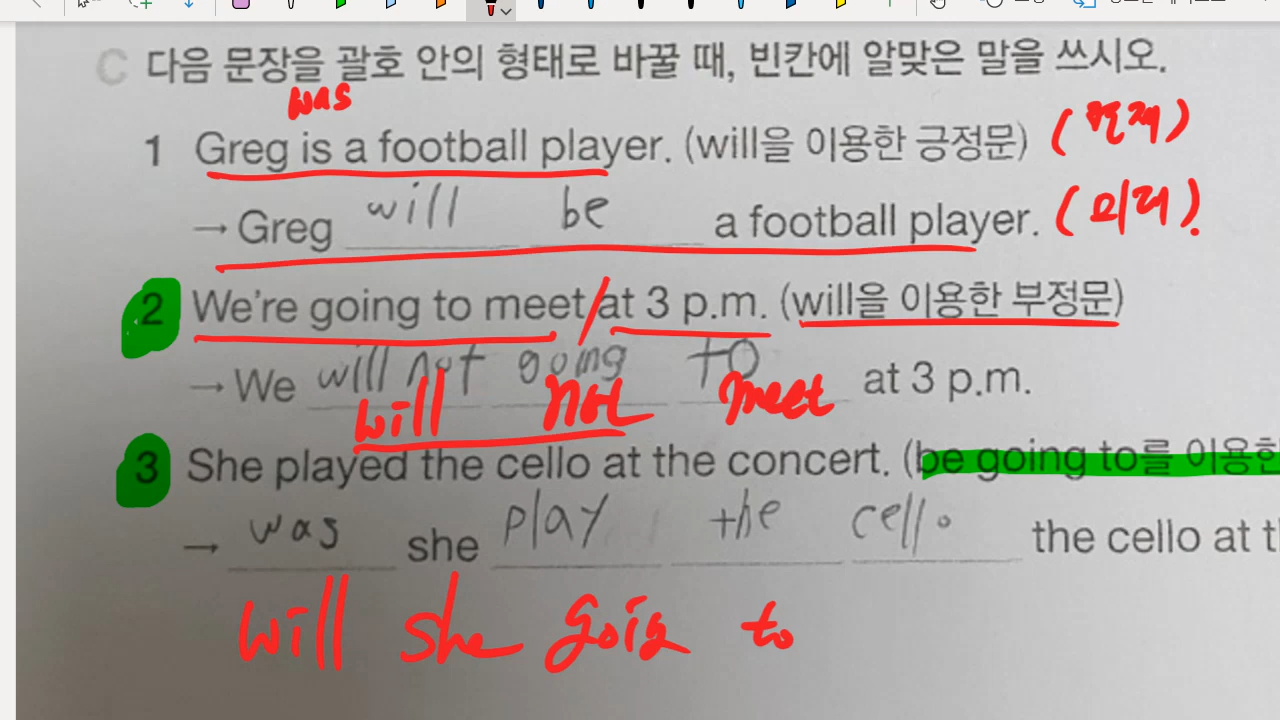 C 다음 문장을 괄호 안의 형태로 바꿀 때, 빈칸에 알맞은 말을 쓰시오.
was
1 Greg is a football player. (will을 이용한 긍정문) (현재)
→ Greg will be a football player. (미래).
2 We're going to meet/at 3 p.m. (will을 이용한 부정문)
→ We will not going to at 3 p.m.
will not meet
3 She played the cello at the concert. (be going to를 이용한
→ was she play the cello the cello at t
will she goig to